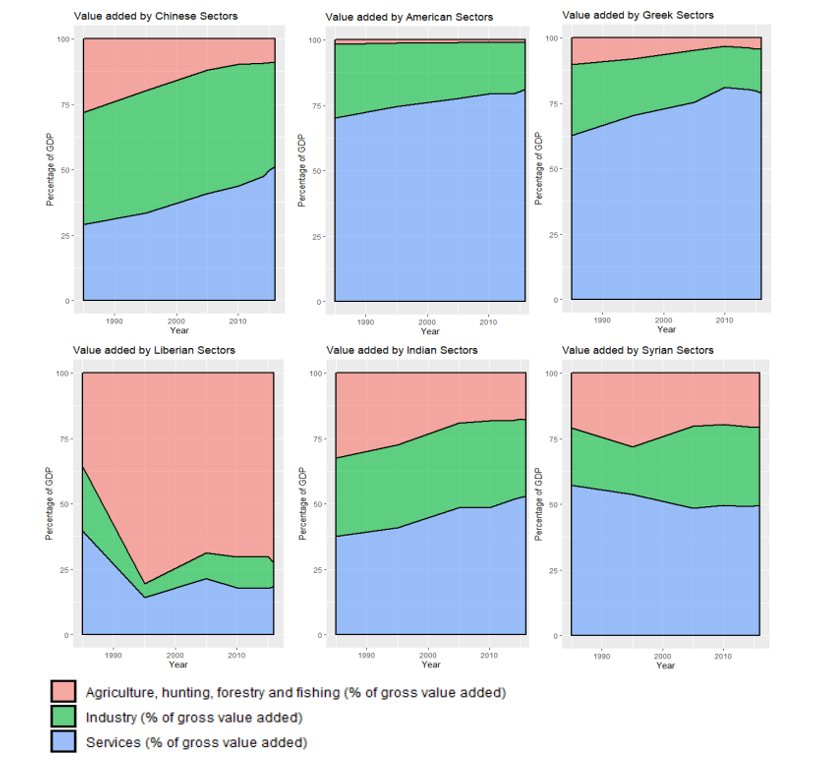 Value added by Chinese Sectors
Value added by American Sectors
Value added by Greek Sectors
100
75
50
25
0
Percentage of GDP
1990
2000
2010
Year
100
75
50
25
0
Percentage of GDP
1990
2000
2010
Year
100
75
50
25
0
Percentage of GDP
1990
2000
2010
Year
Value added by Liberian Sectors
Value added by Indian Sectors
Value added by Syrian Sectors
100
75
50
25
0
Percentage of GDP
1990
2000
2010
Year
100
75
50
25
0
Percentage of GDP
1990
2000
2010
Year
100
75
50
25
0
Percentage of GDP
1990
2000
2010
Year
Agriculture, hunting, forestry and fishing (% of gross value added)
Industry (% of gross value added)
Services (% of gross value added)